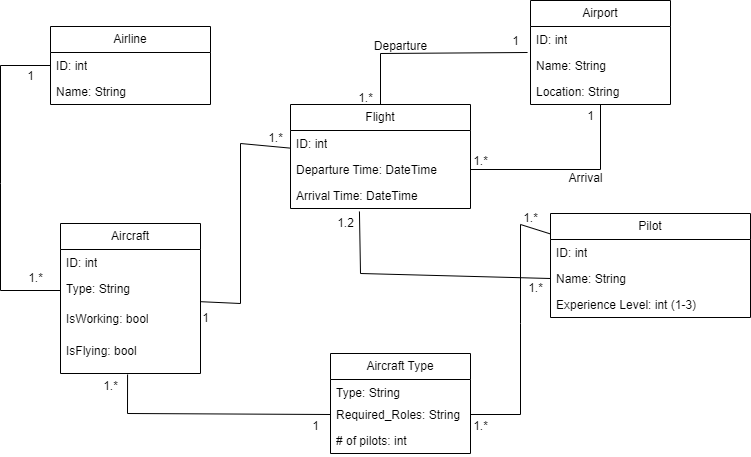 Airline
ID: int
Name: String
1
Airport
ID: int
Name: String
Location: String
1
Departure
1.*
1
Flight
ID: int
Departure Time: DateTime
Arrival Time: DateTime
1.*
1.*
Arrival
1.2
Aircraft
ID: int
Type: String
IsWorking: bool
IsFlying: bool
1.*
1
1.*
Pilot
ID: int
Name: String
Experience Level: int (1-3)
1.*
1.*
Aircraft Type
Type: String
Required_Roles: String
# of pilots: int
1
1.*